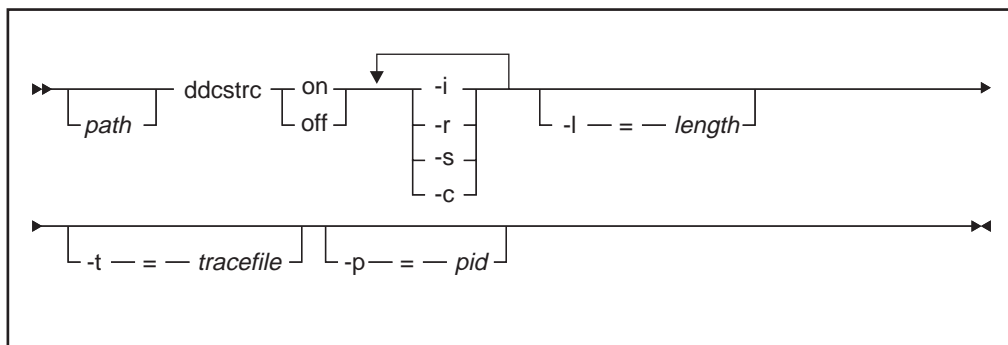 ddcstrc on -i
path off -r -l = length
-s
-c
-t = tracefile -p = pid